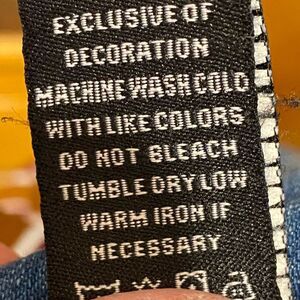 EXCLUSIVE OF
DECORATION
MACHINE WASH COLD
WITH LIKE COLORS
DO NOT BLEACH
TUMBLE DRY LOW
WARM IRON IF
NECESSARY